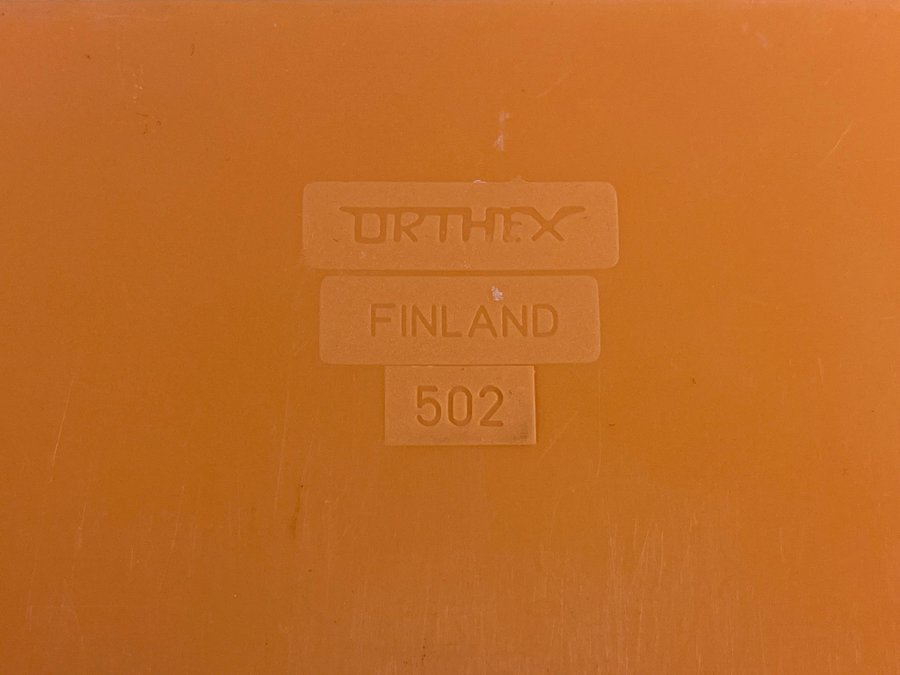 ORTHEX
FINLAND
502